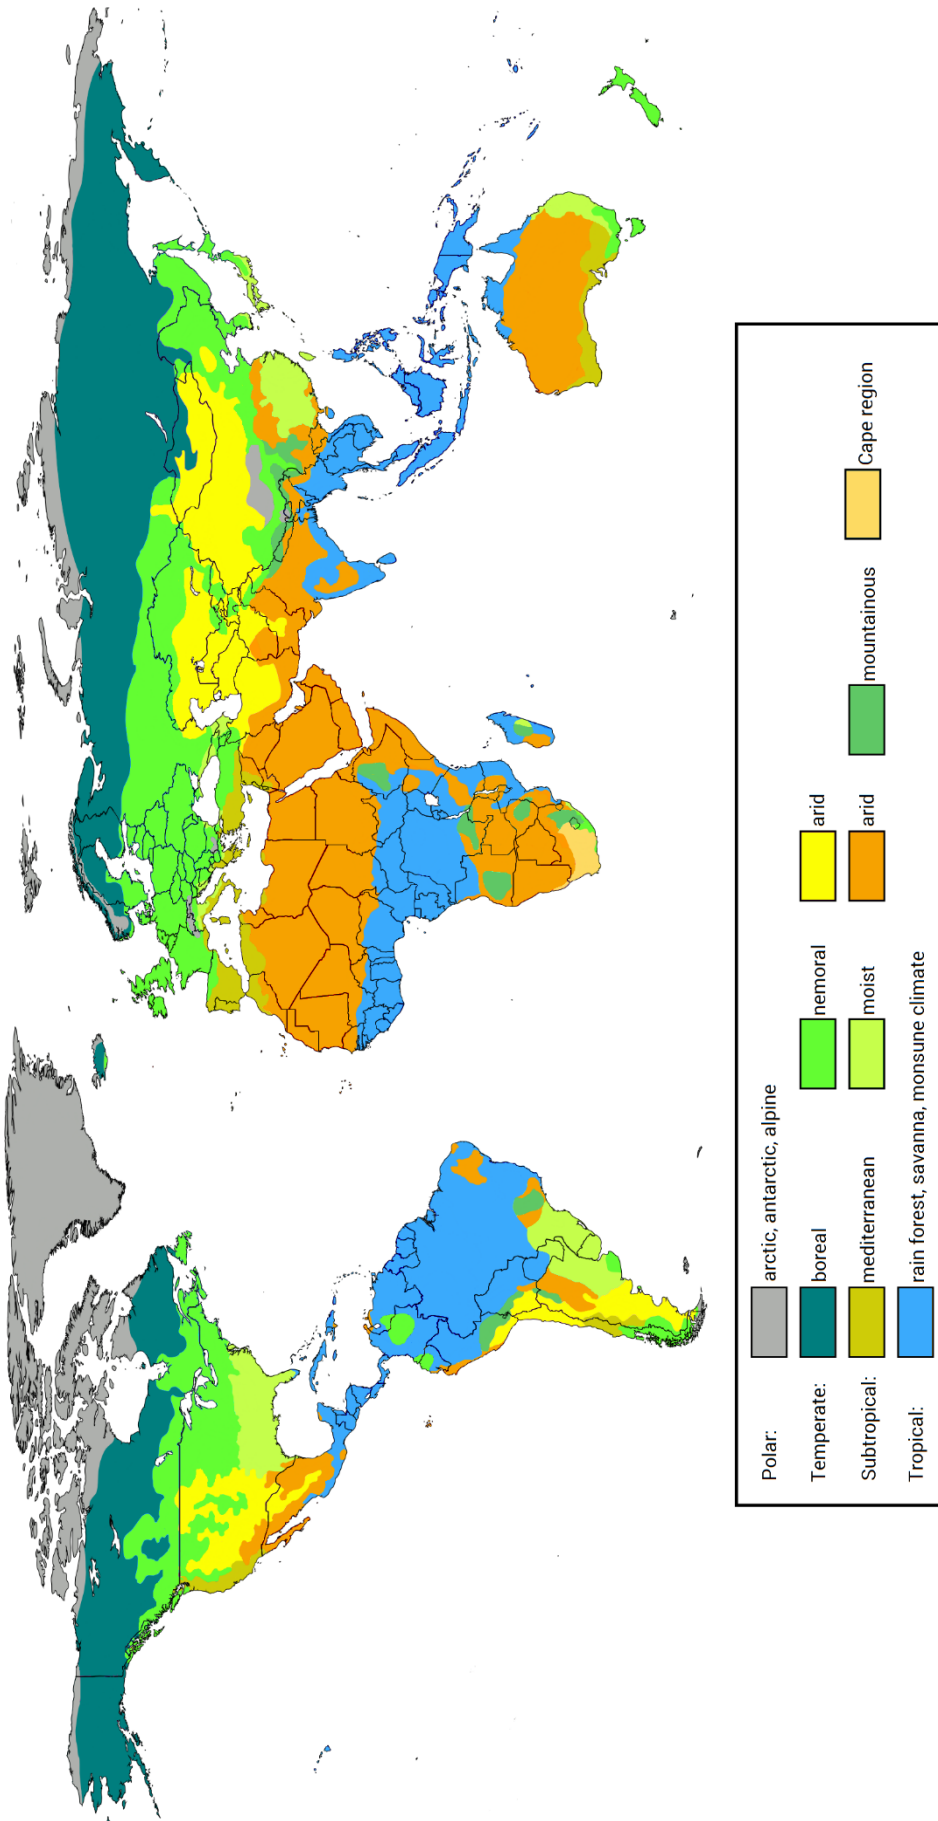 Polar: arctic, antarctic, alpine
Temperate: boreal nemoral arid
Subtropical: mediterranean moist arid mountainous Cape region
Tropical: rain forest, savanna, monsune climate